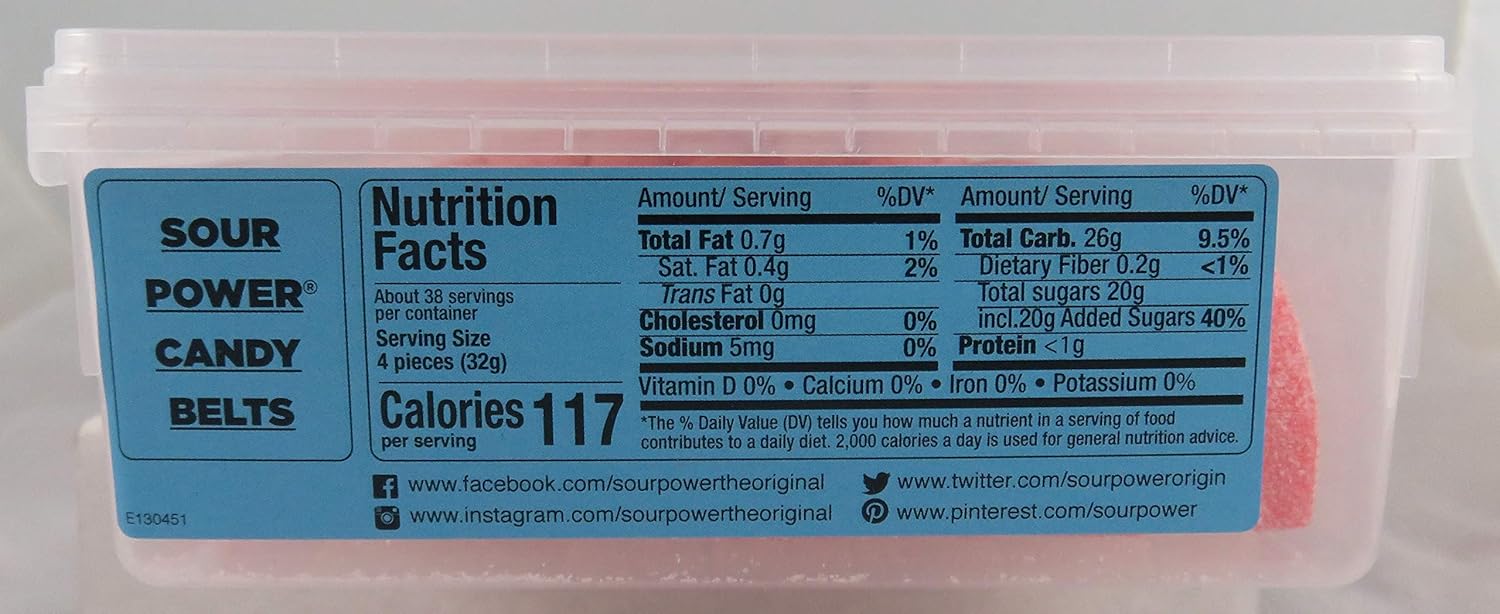 SOUR
POWER®
CANDY
BELTS
E130451
Nutrition
Facts
About 38 servings
per container
Serving Size
4 pieces (32g)
Calories 117
per serving
Amount/ Serving %DV*
Total Fat 0.7g 1%
Sat. Fat 0.4g 2%
Trans Fat 0g
Cholesterol 0mg 0%
Sodium 5mg 0%
Amount/ Serving %DV*
Total Carb. 26g 9.5%
Dietary Fiber 0.2g <1%
Total sugars 20g
incl.20g Added Sugars 40%
Protein <1g
Vitamin D 0% • Calcium 0% • Iron 0% • Potassium 0%
*The % Daily Value (DV) tells you how much a nutrient in a serving of food
contributes to a daily diet. 2,000 calories a day is used for general nutrition advice.
www.facebook.com/sourpowertheoriginal
www.twitter.com/sourpowerorigin
www.instagram.com/sourpowertheoriginal
www.pinterest.com/sourpower